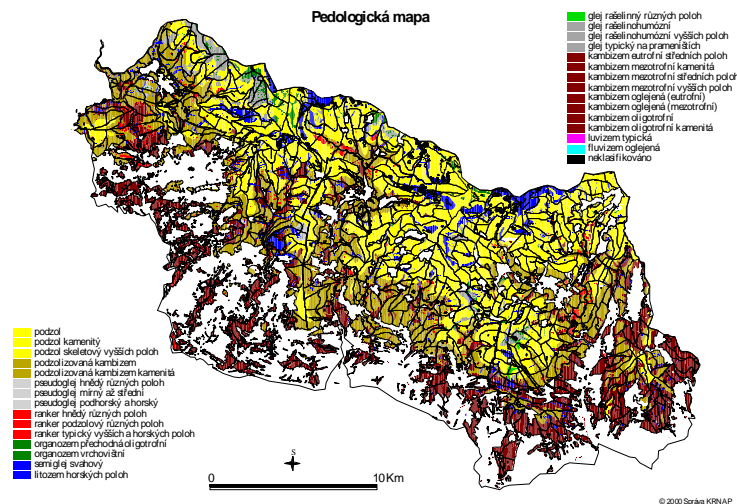 Pedologická mapa
glej rašelinný různých poloh
glej rašelinohumózní
glej rašelinohumózní vyšších poloh
glej typický na prameništích
kambizem eutrofní středních poloh
kambizem mezotrofní kamenitá
kambizem mezotrofní středních poloh
kambizem mezotrofní vyšších poloh
kambizem oglejená (eutrofní)
kambizem oglejená (mezotrofní)
kambizem oligotrofní
kambizem oligotrofní kamenitá
luvizem typická
fluvizem oglejená
neklasifikováno
podzol
podzol kamenitý
podzol skeletový vyšších poloh
podzolizovaná kambizem
podzolizovaná kambizem kamenitá
pseudoglej hnědý různých poloh
pseudoglej mírný až střední
pseudoglej podhorský a horský
ranker hnědý různých poloh
ranker podzolový různých poloh
ranker typický vyšších a horských poloh
organozem přechodná oligotrofní
organozem vrchovištní
semiglej svahový
litozem horských poloh
S
0 10 Km
© 2000 Správa KRNAP